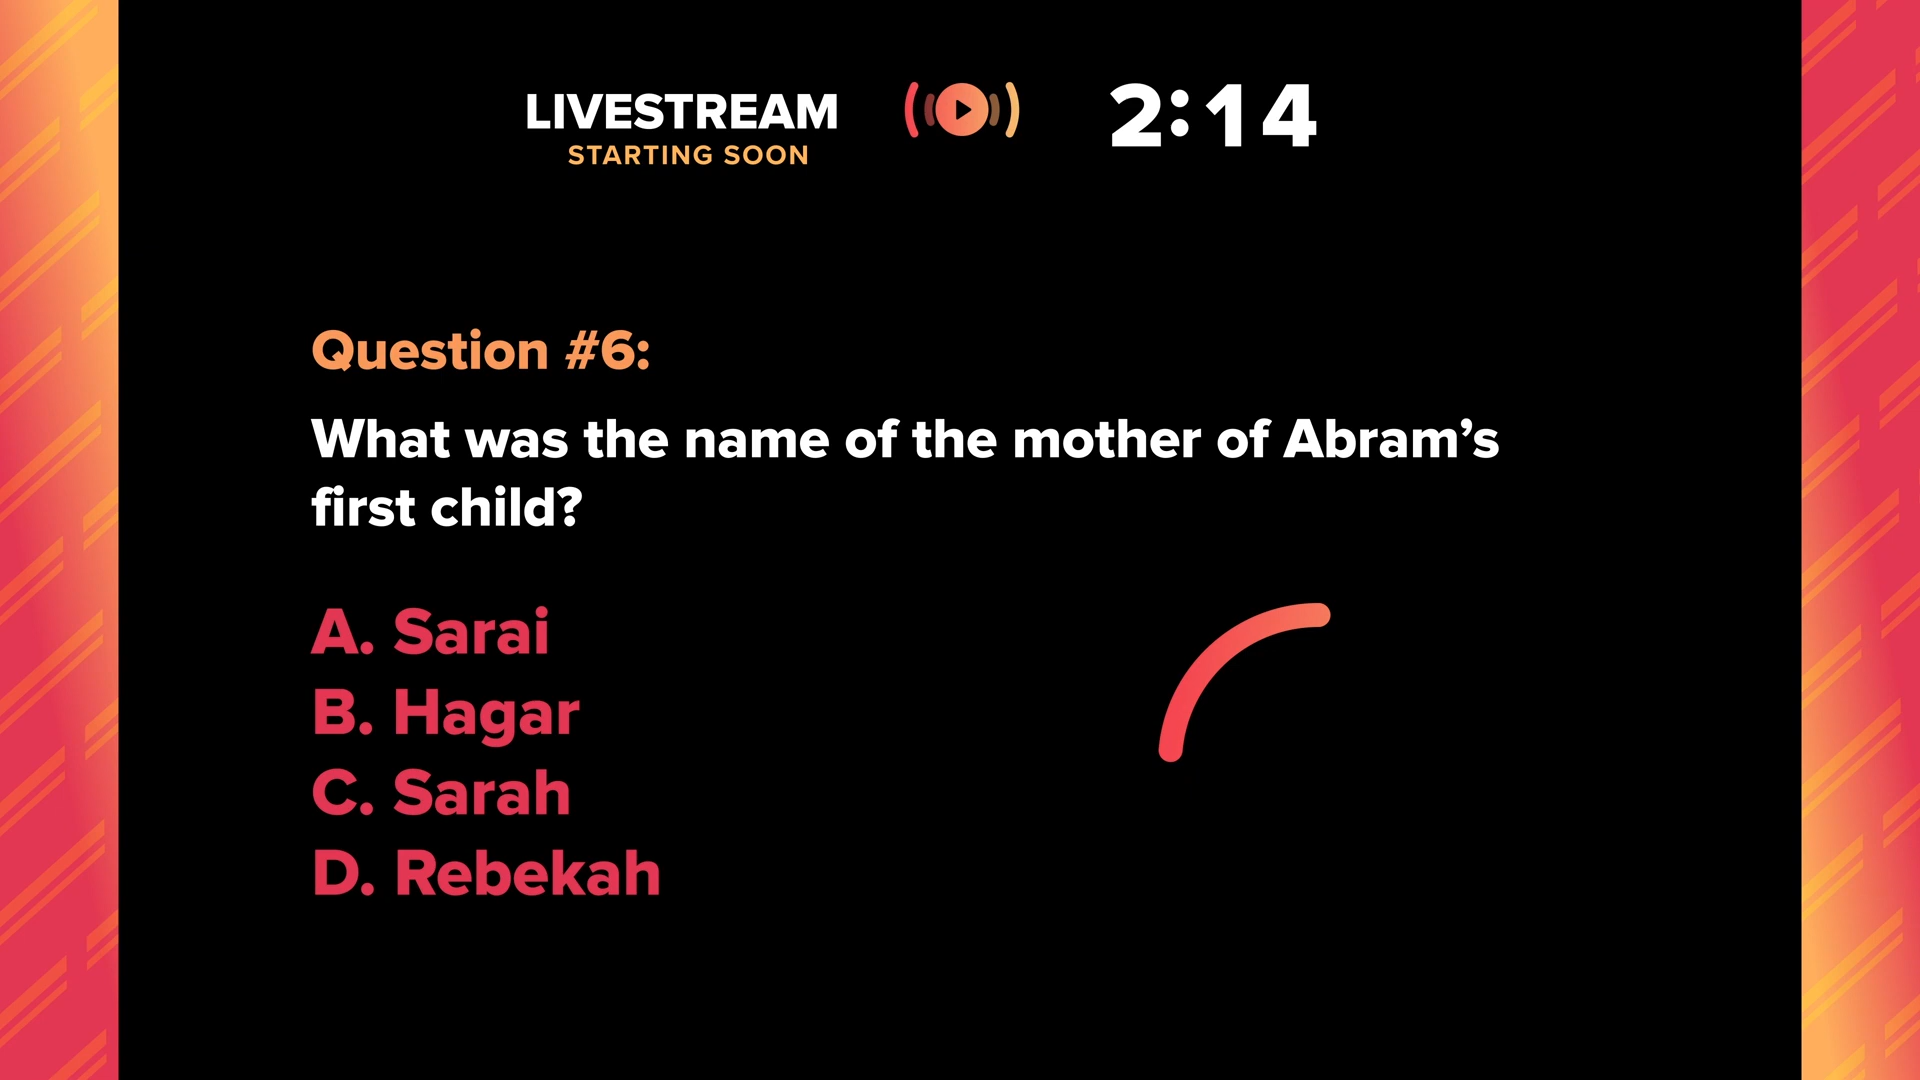 LIVESTREAM
STARTING SOON
2:14
Question #6:
What was the name of the mother of Abram’s
first child?
A. Sarai
B. Hagar
C. Sarah
D. Rebekah